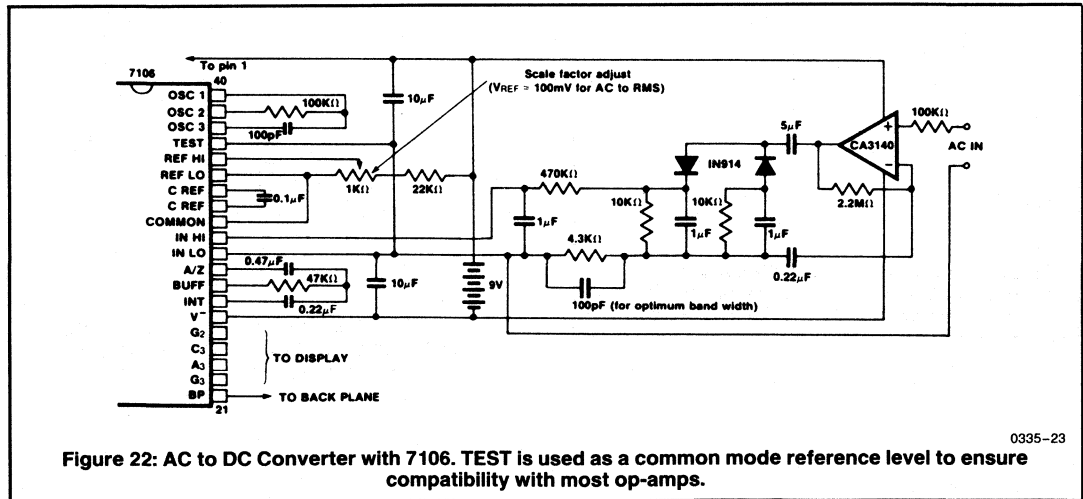 To pin 1
7106
40
OSC 1
OSC 2
OSC 3
TEST
REF HI
REF LO
C REF
C REF
COMMON
IN HI
IN LO
A/Z
BUFF
INT
V−
G2
C3
A3
G3
BP
21
100KΩ
100pF
0.1µF
0.47µF
47KΩ
0.22µF
TO DISPLAY
TO BACK PLANE
10µF
Scale factor adjust
(VREF = 100mV for AC to RMS)
1KΩ
22KΩ
10µF
9V
470KΩ
1µF
4.3KΩ
100pF (for optimum band width)
10KΩ
1µF
IN914
10KΩ
1µF
5µF
CA3140
+
−
100KΩ
AC IN
2.2MΩ
0.22µF
0335–23
Figure 22: AC to DC Converter with 7106. TEST is used as a common mode reference level to ensure
compatibility with most op-amps.